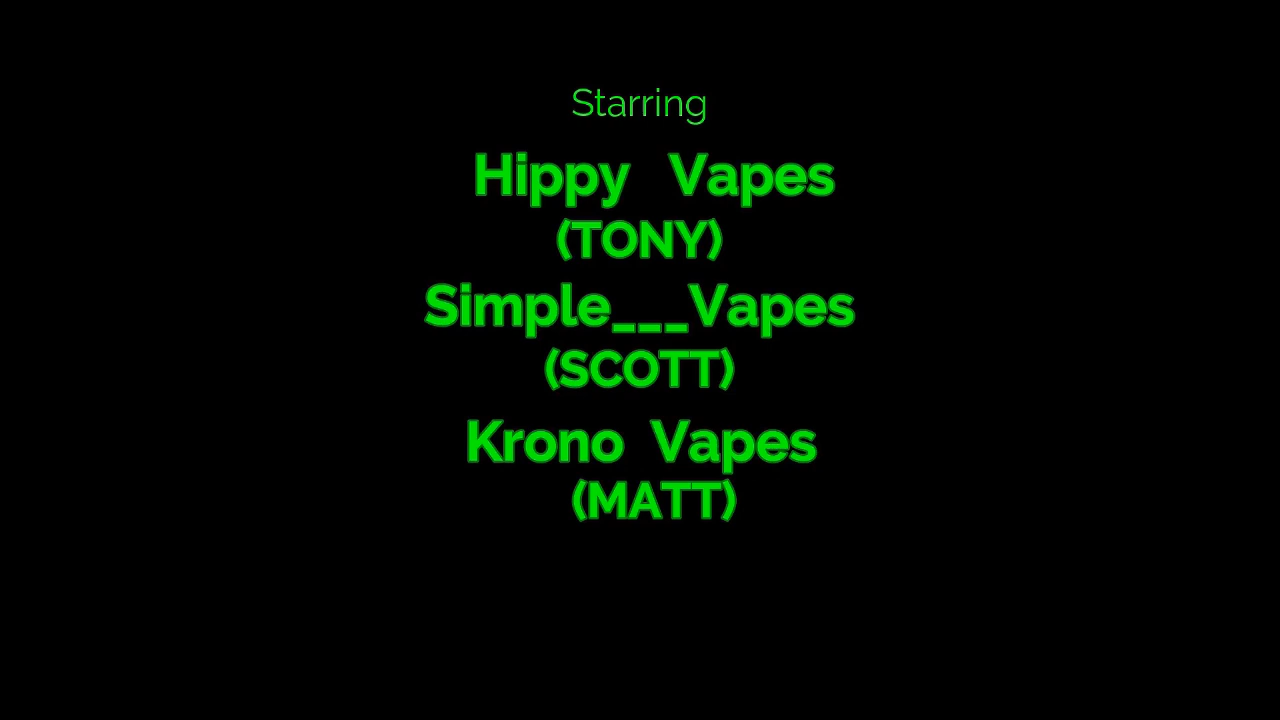 Starring
Hippy Vapes
(TONY)
Simple___Vapes
(SCOTT)
Krono Vapes
(MATT)